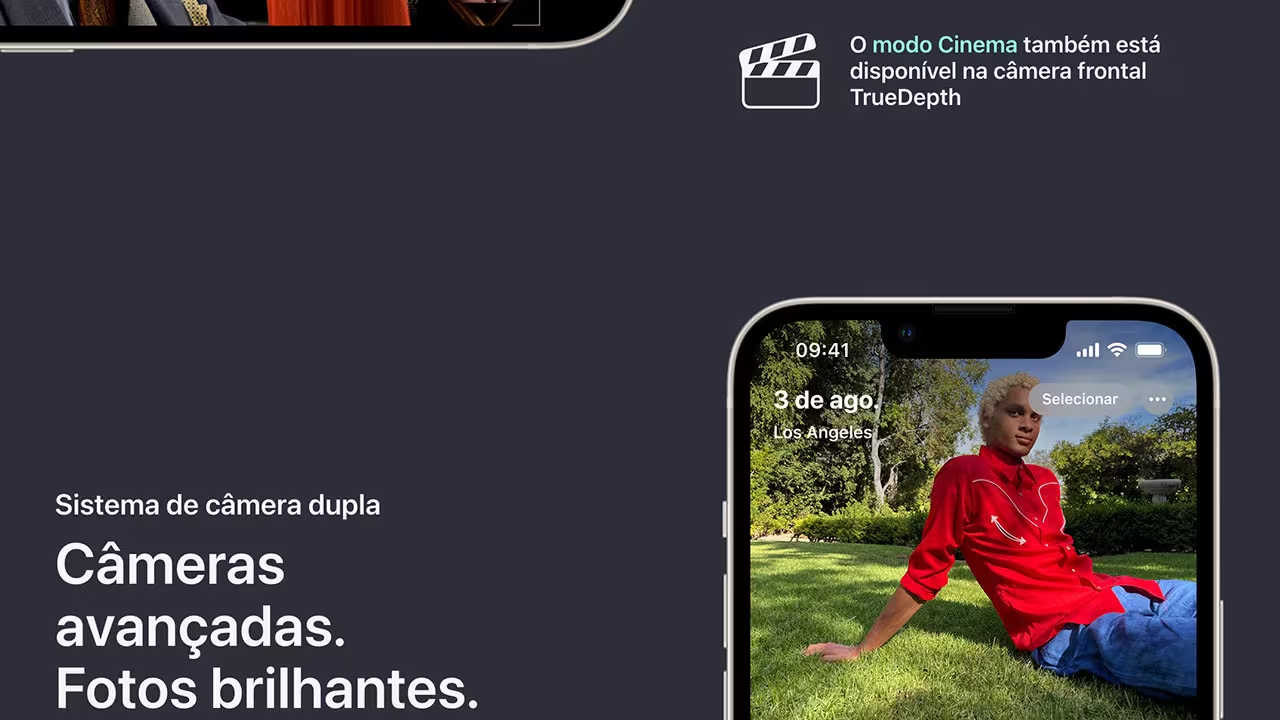 O modo Cinema também está
disponível na câmera frontal
TrueDepth
09:41
3 de ago.
Selecionar
Los Angeles
Sistema de câmera dupla
Câmeras
avançadas.
Fotos brilhantes.